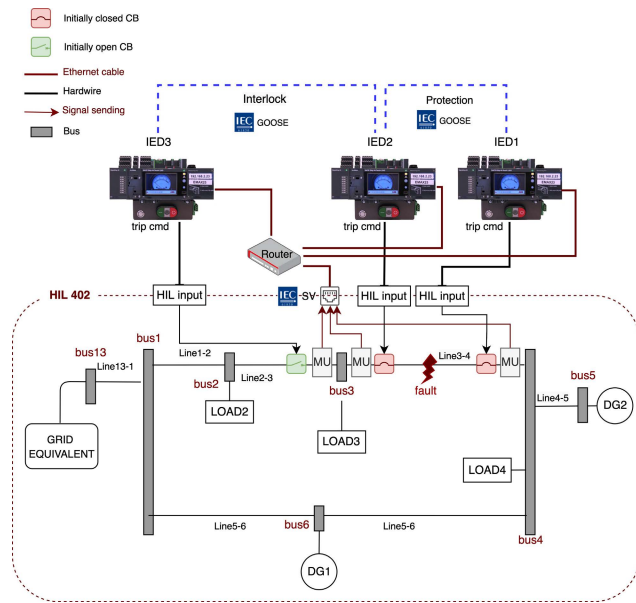 Initially closed CB
Initially open CB
Ethernet cable
Hardwire
Signal sending
Bus
Interlock
IEC
GOOSE
Protection
IEC
GOOSE
IED3
IED2
IED1
trip cmd
trip cmd
trip cmd
Router
HIL 402
HIL input
IEC
SV
HIL input
HIL input
bus1
bus13
Line13-1
Line1-2
bus2
Line2-3
MU
MU
bus3
Line3-4
fault
MU
bus5
Line4-5
DG2
LOAD2
LOAD3
GRID
EQUIVALENT
LOAD4
bus6
Line5-6
Line5-6
bus4
DG1